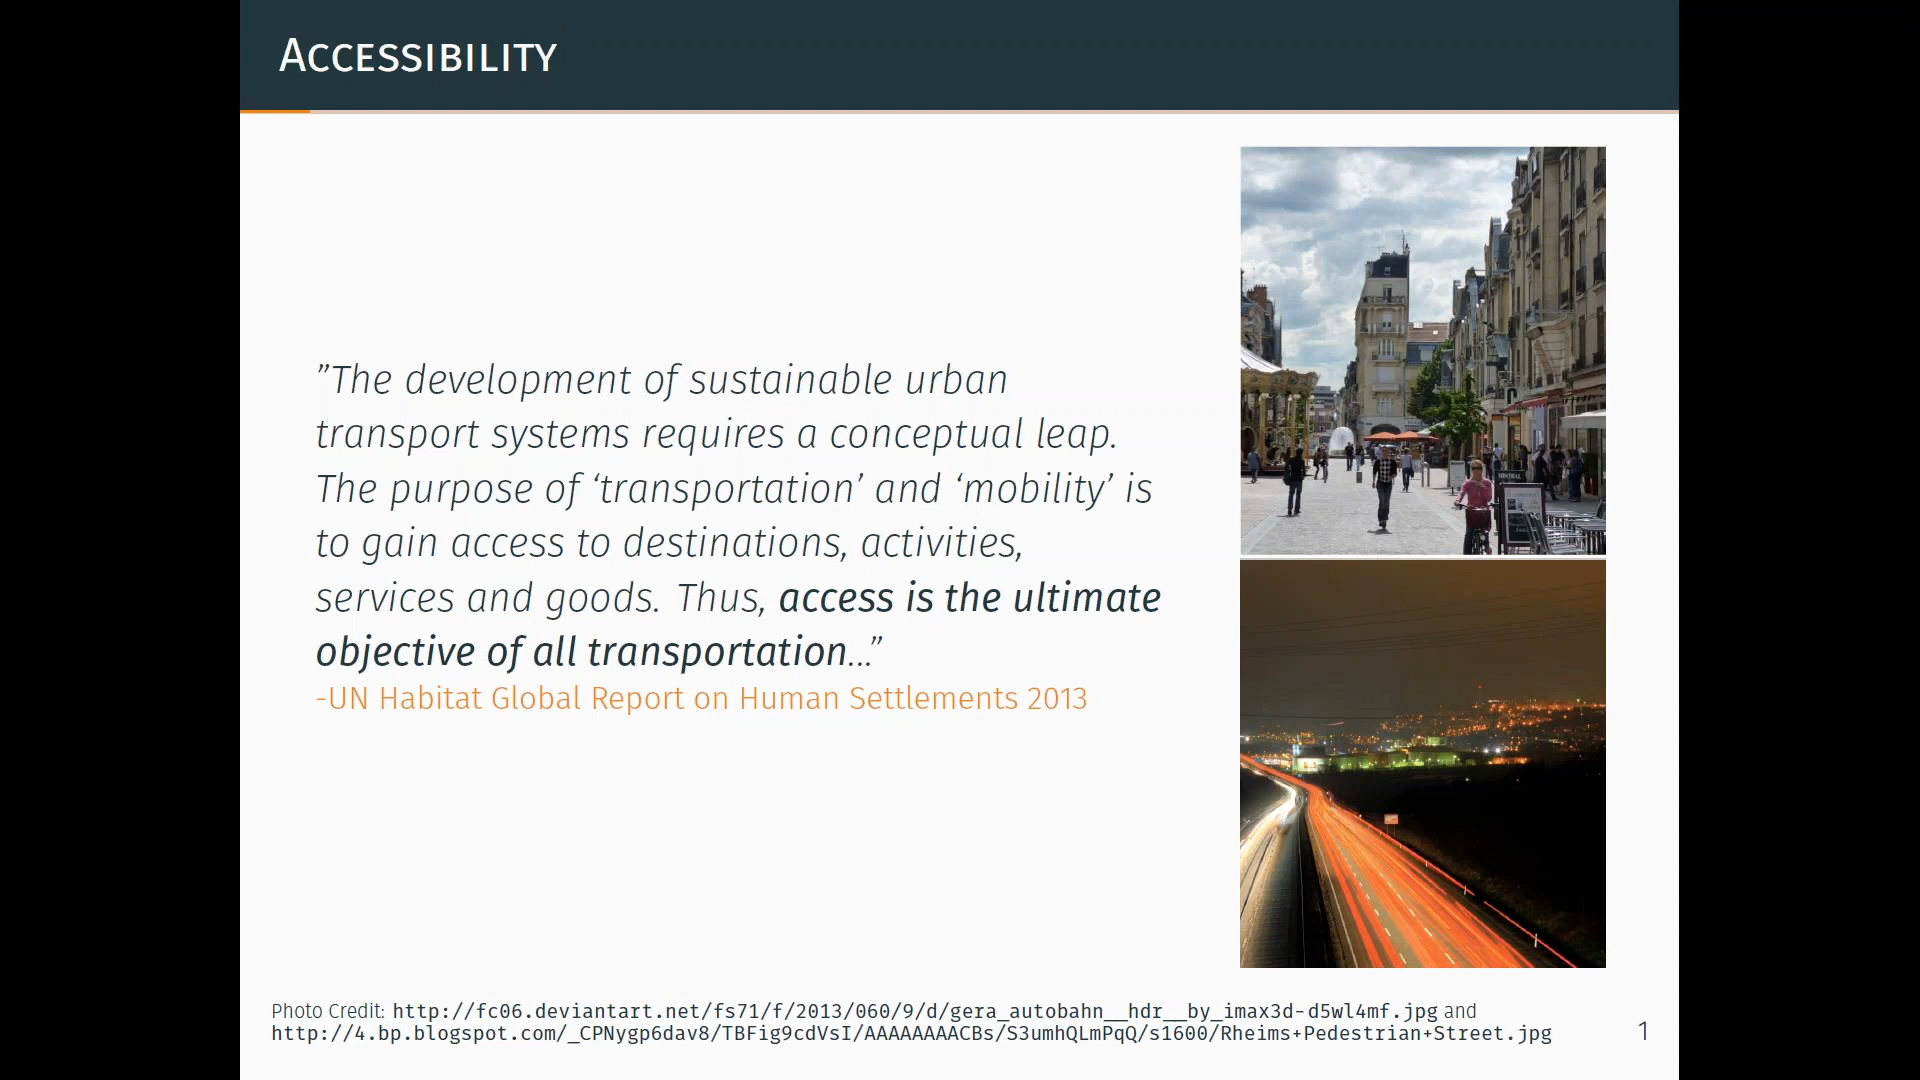 Accessibility
”The development of sustainable urban
transport systems requires a conceptual leap.
The purpose of ‘transportation’ and ‘mobility’ is
to gain access to destinations, activities,
services and goods. Thus, access is the ultimate
objective of all transportation...”
-UN Habitat Global Report on Human Settlements 2013
Photo Credit: http://fc06.deviantart.net/fs71/f/2013/060/9/d/gera_autobahn__hdr__by_imax3d-d5wl4mf.jpg and
http://4.bp.blogspot.com/_CPNygp6dav8/TBFig9cdVsI/AAAAAAAACBs/S3umhQLmPqQ/s1600/Rheims+Pedestrian+Street.jpg
1